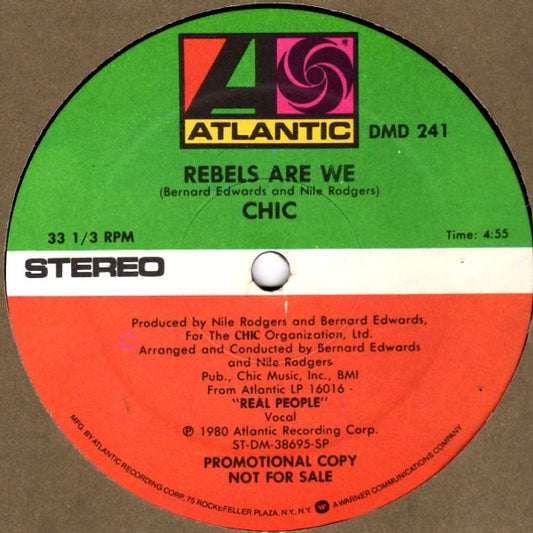 ATLANTIC
DMD 241
REBELS ARE WE
(Bernard Edwards and Nile Rodgers)
CHIC
33 1/3 RPM
Time: 4:55
STEREO
Produced by Nile Rodgers and Bernard Edwards,
For The CHIC Organization, Ltd.
Arranged and Conducted by Bernard Edwards
and Nile Rodgers
Pub., Chic Music, Inc., BMI
From Atlantic LP 16016 -
"REAL PEOPLE"
Vocal
℗ 1980 Atlantic Recording Corp.
ST-DM-38695-SP
PROMOTIONAL COPY
NOT FOR SALE
MFG. BY ATLANTIC RECORDING CORP., 75 ROCKEFELLER PLAZA, N.Y., N.Y. W A WARNER COMMUNICATIONS COMPANY